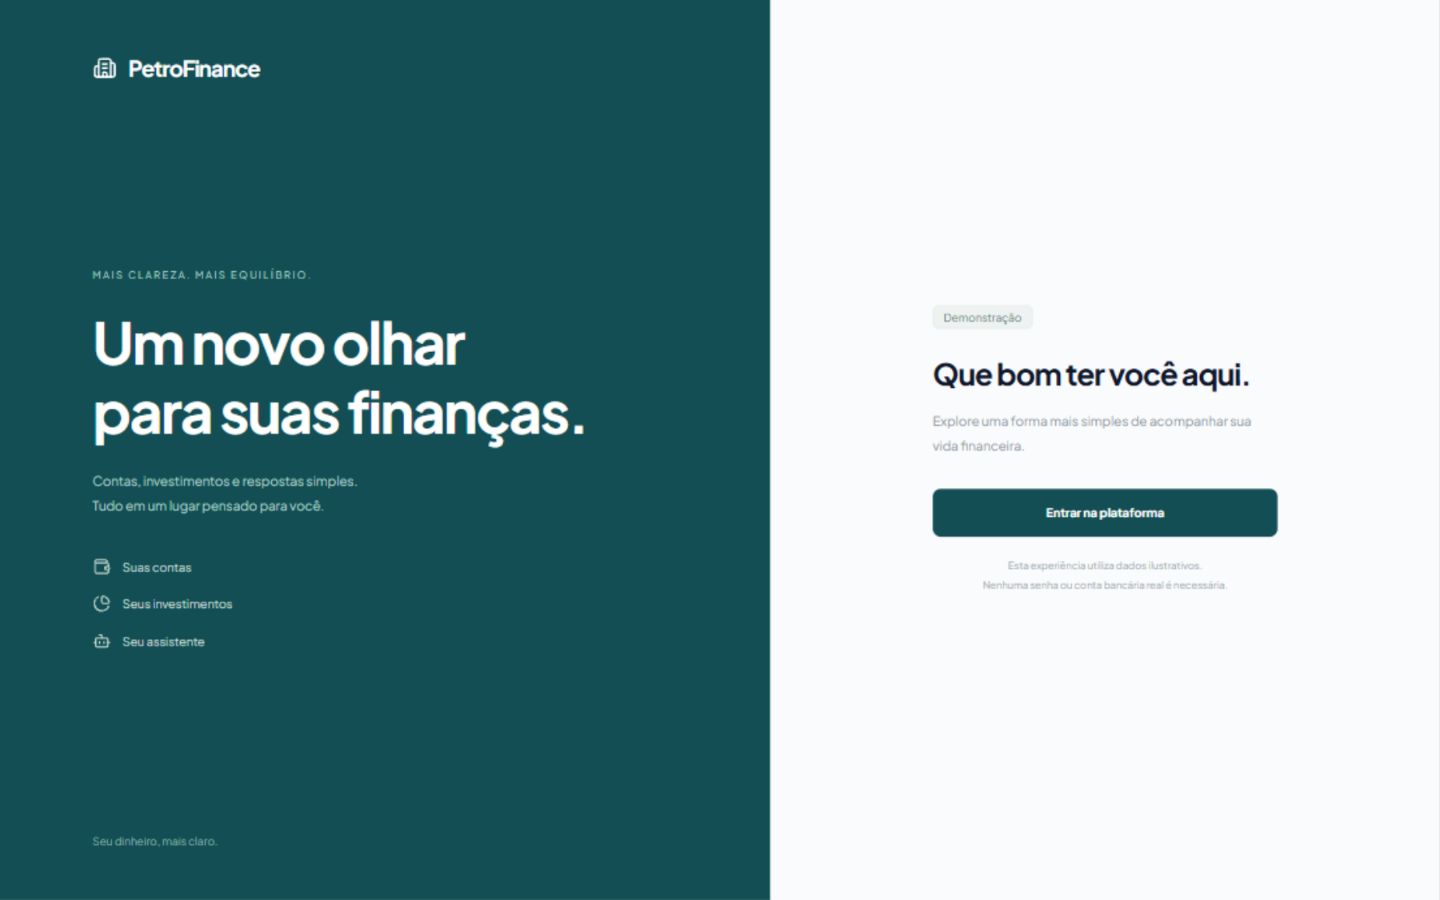 PetroFinance
MAIS CLAREZA. MAIS EQUILÍBRIO.
Um novo olhar
para suas finanças.
Contas, investimentos e respostas simples.
Tudo em um lugar pensado para você.
Suas contas
Seus investimentos
Seu assistente
Seu dinheiro, mais claro.
Demonstração
Que bom ter você aqui.
Explore uma forma mais simples de acompanhar sua
vida financeira.
Entrar na plataforma
Esta experiência utiliza dados ilustrativos.
Nenhuma senha ou conta bancária real é necessária.